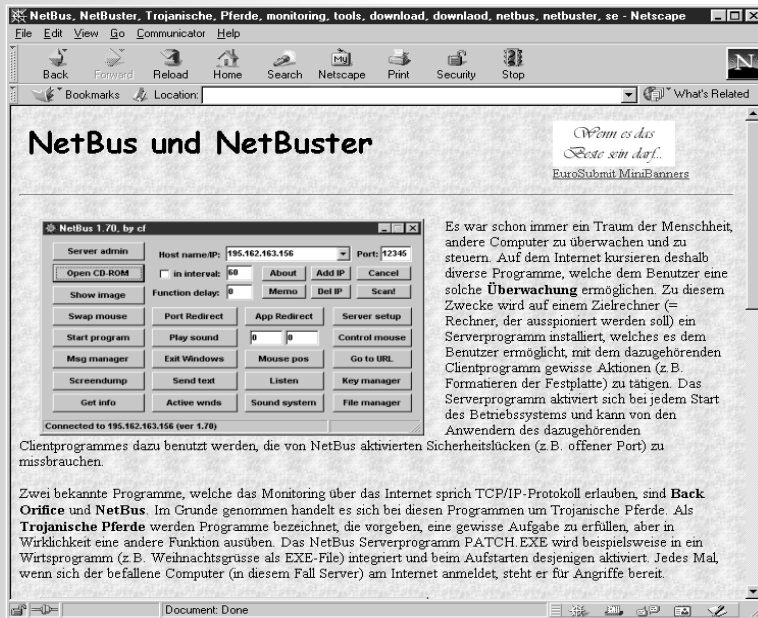 NetBus, NetBuster, Trojanische, Pferde, monitoring, tools, download, downlaod, netbus, netbuster, se - Netscape
File Edit View Go Communicator Help
Back Forward Reload Home Search Netscape Print Security Stop
My
N
Bookmarks Location: What's Related
NetBus und NetBuster
Wenn es das
Beste sein darf...
EuroSubmit MiniBanners
NetBus 1.70, by cf
Server admin Host name/IP: 195.162.163.156 Port: 12345
Open CD-ROM in interval: 60 About Add IP Cancel
Show image Function delay: 0 Memo Del IP Scan!
Swap mouse Port Redirect App Redirect Server setup
Start program Play sound 0 0 Control mouse
Msg manager Exit Windows Mouse pos Go to URL
Screendump Send text Listen Key manager
Get info Active wnds Sound system File manager
Connected to 195.162.163.156 (ver 1.70)
Es war schon immer ein Traum der Menschheit,
andere Computer zu überwachen und zu
steuern. Auf dem Internet kursieren deshalb
diverse Programme, welche dem Benutzer eine
solche Überwachung ermöglichen. Zu diesem
Zwecke wird auf einem Zielrechner (=
Rechner, der ausspioniert werden soll) ein
Serverprogramm installiert, welches es dem
Benutzer ermöglicht, mit dem dazugehörenden
Clientprogramm gewisse Aktionen (z.B.
Formatieren der Festplatte) zu tätigen. Das
Serverprogramm aktiviert sich bei jedem Start
des Betriebssystems und kann von den
Anwendern des dazugehörenden
Clientprogrammes dazu benutzt werden, die von NetBus aktivierten Sicherheitslücken (z.B. offener Port) zu
missbrauchen.
Zwei bekannte Programme, welche das Monitoring über das Internet sprich TCP/IP-Protokoll erlauben, sind Back
Orifice und NetBus. Im Grunde genommen handelt es sich bei diesen Programmen um Trojanische Pferde. Als
Trojanische Pferde werden Programme bezeichnet, die vorgeben, eine gewisse Aufgabe zu erfüllen, aber in
Wirklichkeit eine andere Funktion ausüben. Das NetBus Serverprogramm PATCH.EXE wird beispielsweise in ein
Wirtsprogramm (z.B. Weihnachtsgrüsse als EXE-File) integriert und beim Aufstarten desjenigen aktiviert. Jedes Mal,
wenn sich der befallene Computer (in diesem Fall Server) am Internet anmeldet, steht er für Angriffe bereit.
Document: Done